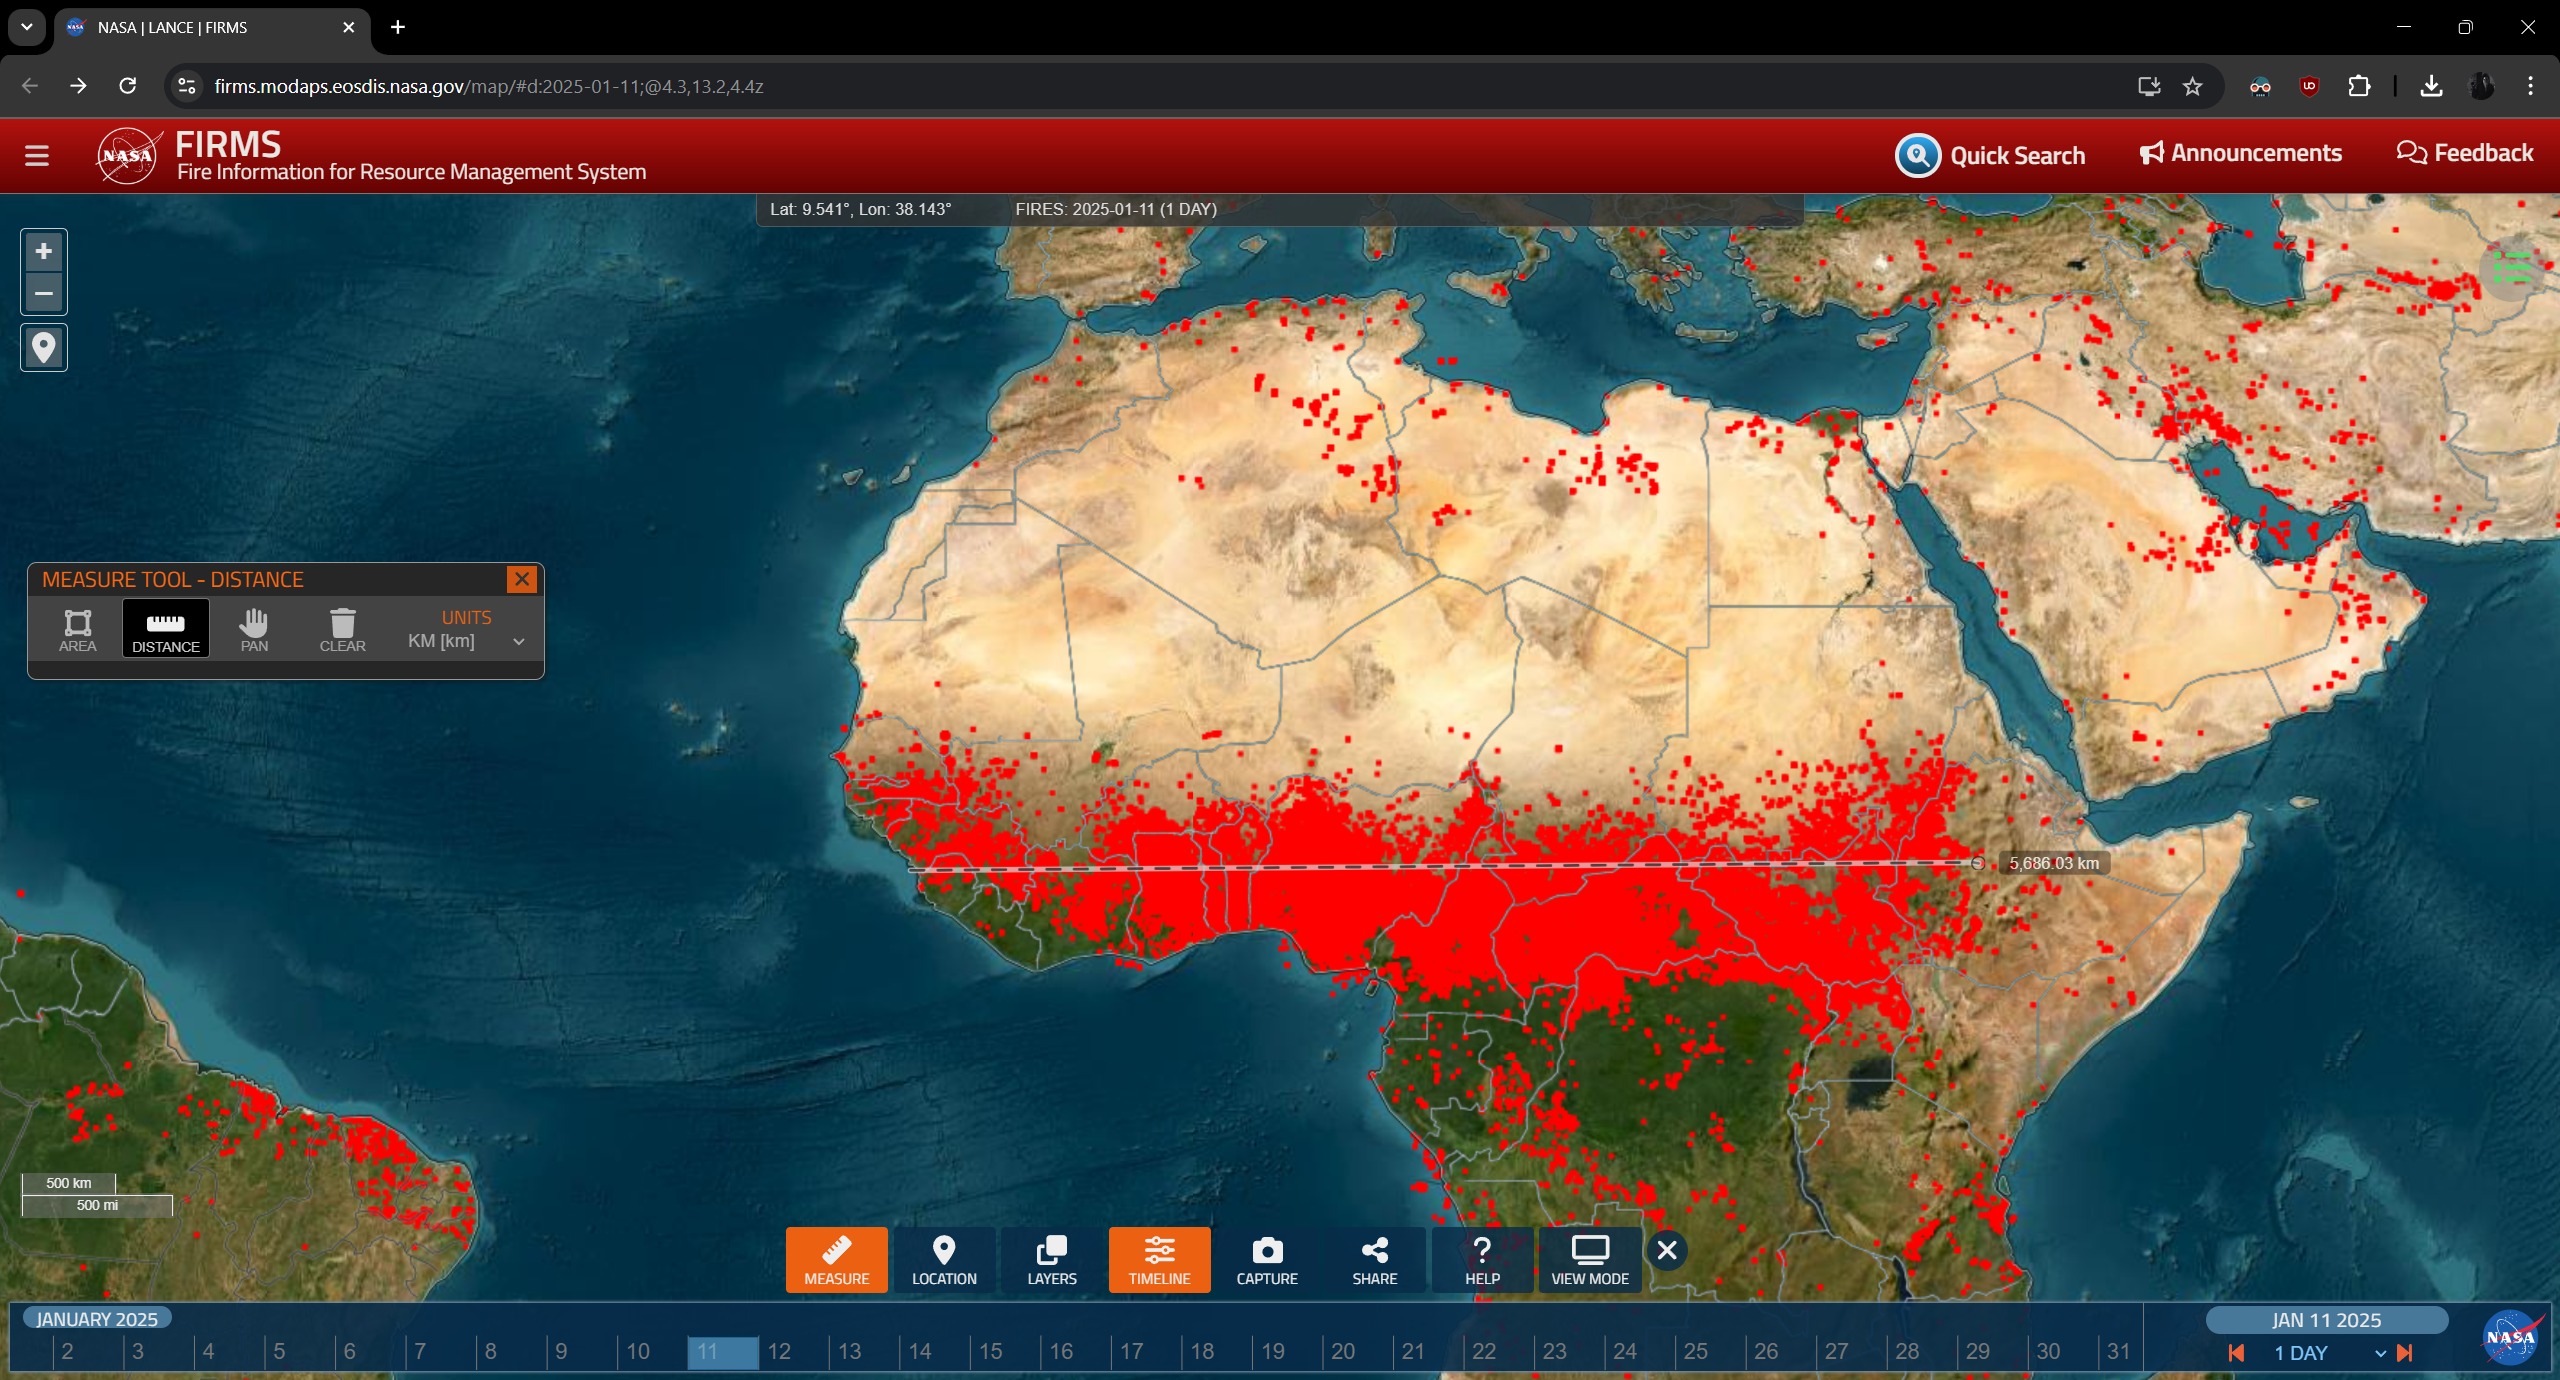 NASA | LANCE | FIRMS
firms.modaps.eosdis.nasa.gov/map/#d:2025-01-11;@4.3,13.2,4.4z
NASA
FIRMS
Fire Information for Resource Management System
Quick Search
Announcements
Feedback
Lat: 9.541°, Lon: 38.143°
FIRES: 2025-01-11 (1 DAY)
MEASURE TOOL - DISTANCE
AREA
DISTANCE
PAN
CLEAR
UNITS
KM [km]
5,686.03 km
500 km
500 mi
MEASURE
LOCATION
LAYERS
TIMELINE
CAPTURE
SHARE
HELP
VIEW MODE
JANUARY 2025
2 3 4 5 6 7 8 9 10 11 12 13 14 15 16 17 18 19 20 21 22 23 24 25 26 27 28 29 30 31
JAN 11 2025
1 DAY
NASA